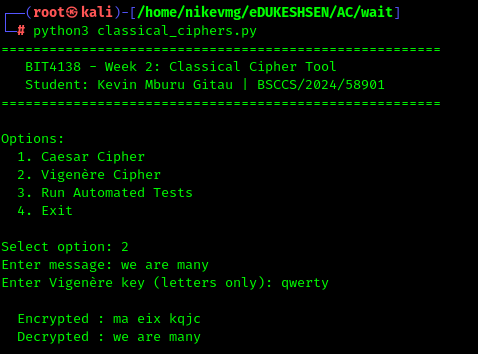 ┌──(root㉿kali)-[/home/nikevmg/eDUKESHSEN/AC/wait]
└─# python3 classical_ciphers.py
=======================================================
   BIT4138 - Week 2: Classical Cipher Tool
   Student: Kevin Mburu Gitau | BSCCS/2024/58901
=======================================================
Options:
  1. Caesar Cipher
  2. Vigenère Cipher
  3. Run Automated Tests
  4. Exit
Select option: 2
Enter message: we are many
Enter Vigenère key (letters only): qwerty
  Encrypted : ma eix kqjc
  Decrypted : we are many